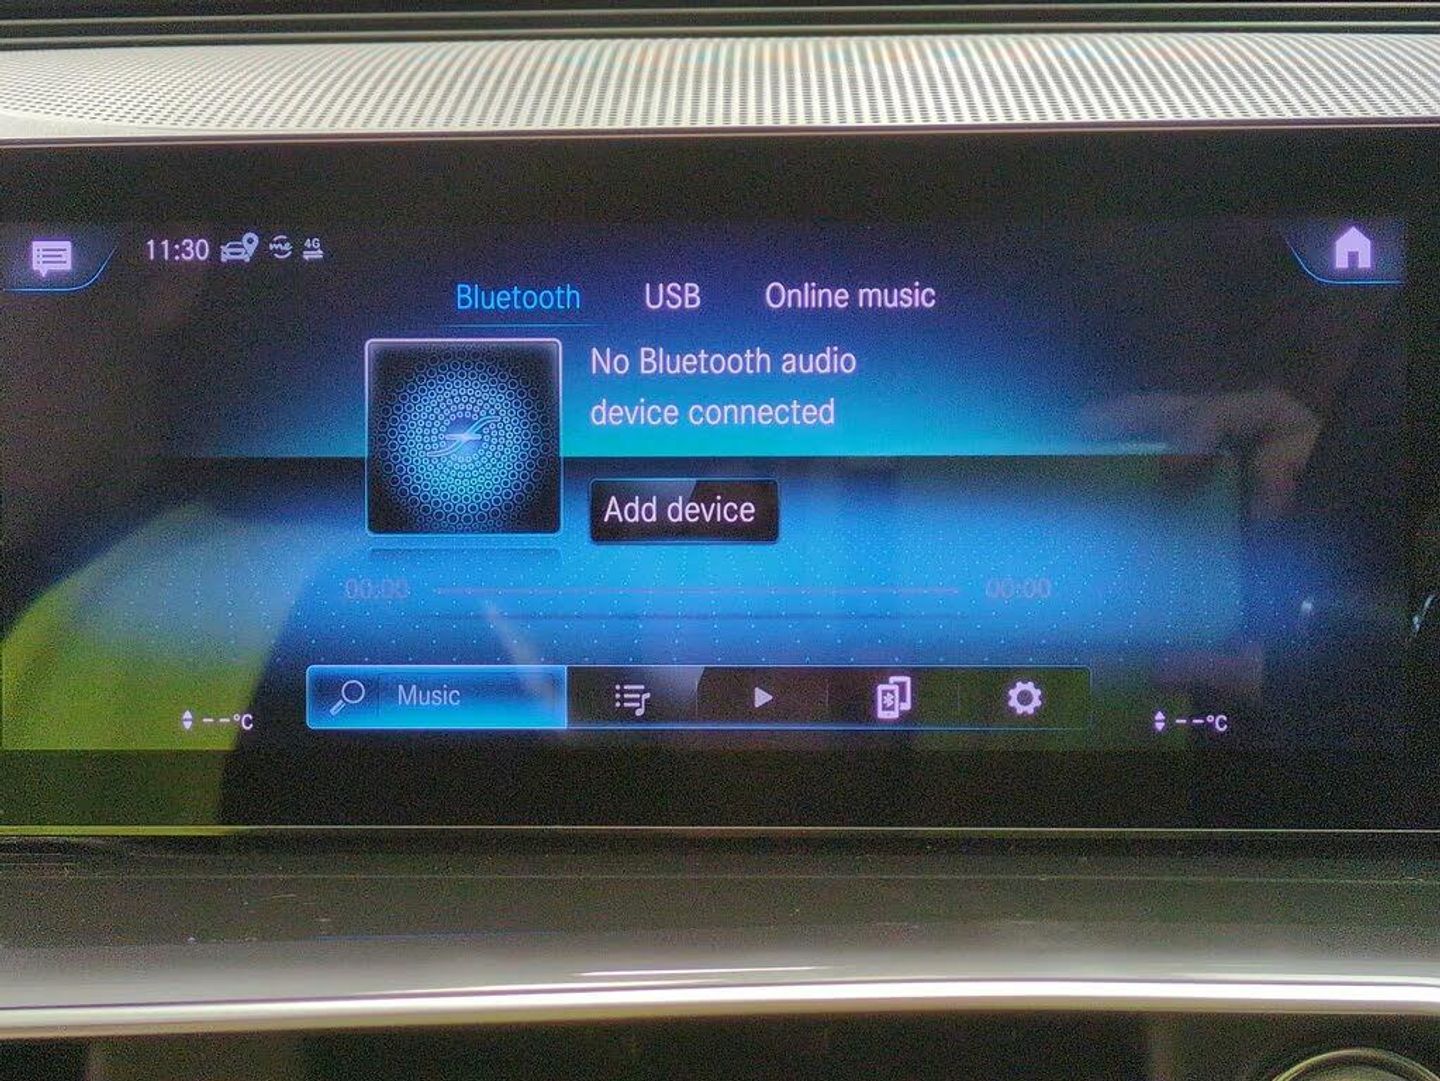 11:30 me 4G
Bluetooth USB Online music
No Bluetooth audio
device connected
Add device
00:00 00:00
Music
--°C --°C